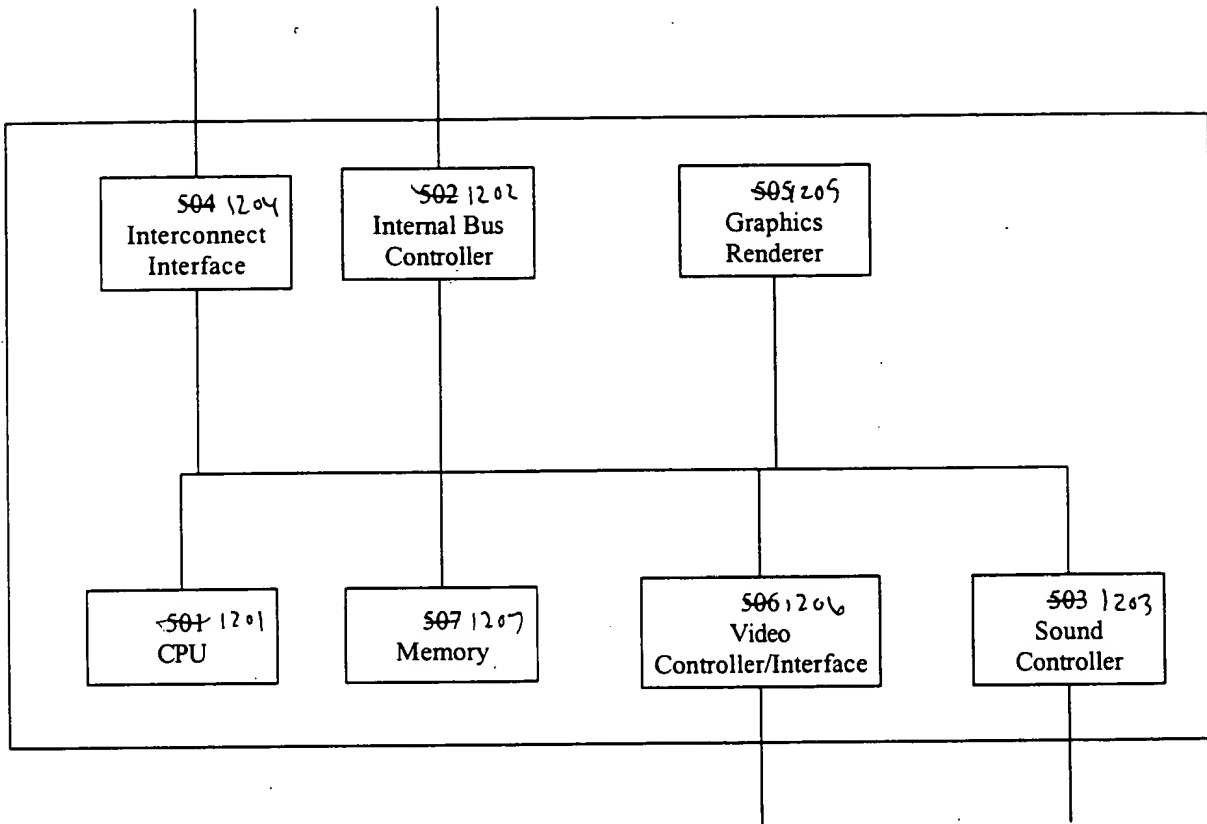 504 1204
Interconnect
Interface
502 1202
Internal Bus
Controller
505 1205
Graphics
Renderer
501 1201
CPU
507 1207
Memory
506 1206
Video
Controller/Interface
503 1203
Sound
Controller